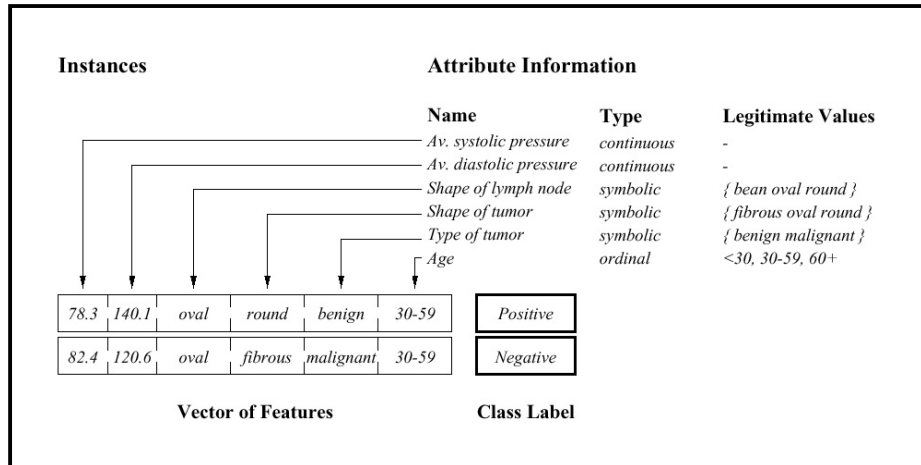 Instances Attribute Information
Name Type Legitimate Values
Av. systolic pressure continuous -
Av. diastolic pressure continuous -
Shape of lymph node symbolic { bean oval round }
Shape of tumor symbolic { fibrous oval round }
Type of tumor symbolic { benign malignant }
Age ordinal <30, 30-59, 60+
78.3 140.1 oval round benign 30-59 Positive
82.4 120.6 oval fibrous malignant 30-59 Negative
Vector of Features Class Label